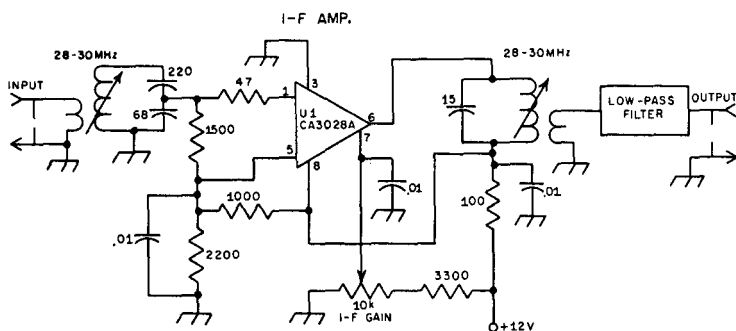 I-F AMP.
28-30MHz
INPUT
220
68
47
1500
1
3
U1
CA3028A
6
7
5
8
1000
.01
2200
.01
28-30MHz
15
LOW-PASS
FILTER
OUTPUT
100
.01
10k
I-F GAIN
3300
+12V